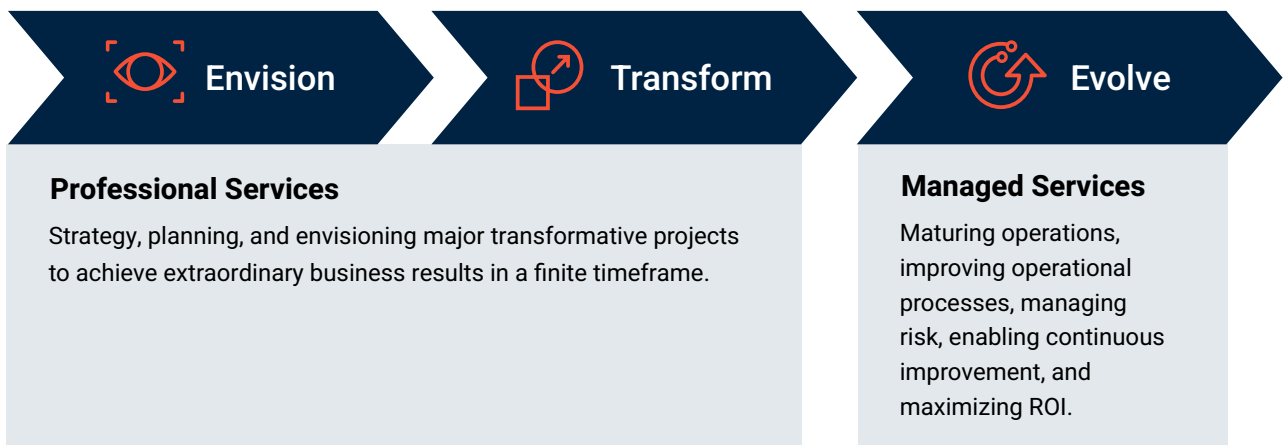 Envision
Transform
Evolve
Professional Services
Strategy, planning, and envisioning major transformative projects
to achieve extraordinary business results in a finite timeframe.
Managed Services
Maturing operations,
improving operational
processes, managing
risk, enabling continuous
improvement, and
maximizing ROI.